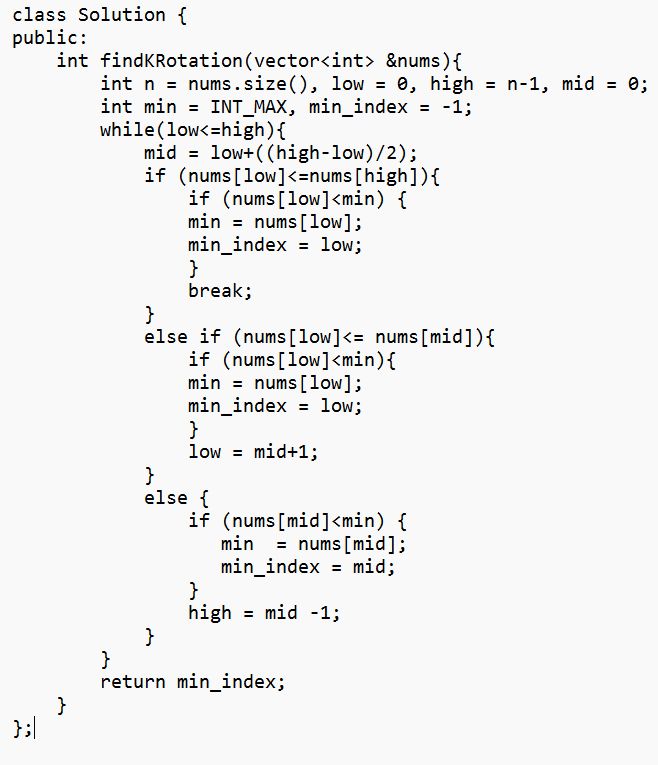 class Solution {
public:
    int findKRotation(vector<int> &nums){
        int n = nums.size(), low = 0, high = n-1, mid = 0;
        int min = INT_MAX, min_index = -1;
        while(low<=high){
            mid = low+((high-low)/2);
            if (nums[low]<=nums[high]){
                if (nums[low]<min) {
                min = nums[low];
                min_index = low;
                }
                break;
            }
            else if (nums[low]<= nums[mid]){
                if (nums[low]<min){
                min = nums[low];
                min_index = low;
                }
                low = mid+1;
            }
            else {
                if (nums[mid]<min) {
                   min  = nums[mid];
                   min_index = mid;
                }
                high = mid -1;
            }
        }
        return min_index;
    }
};